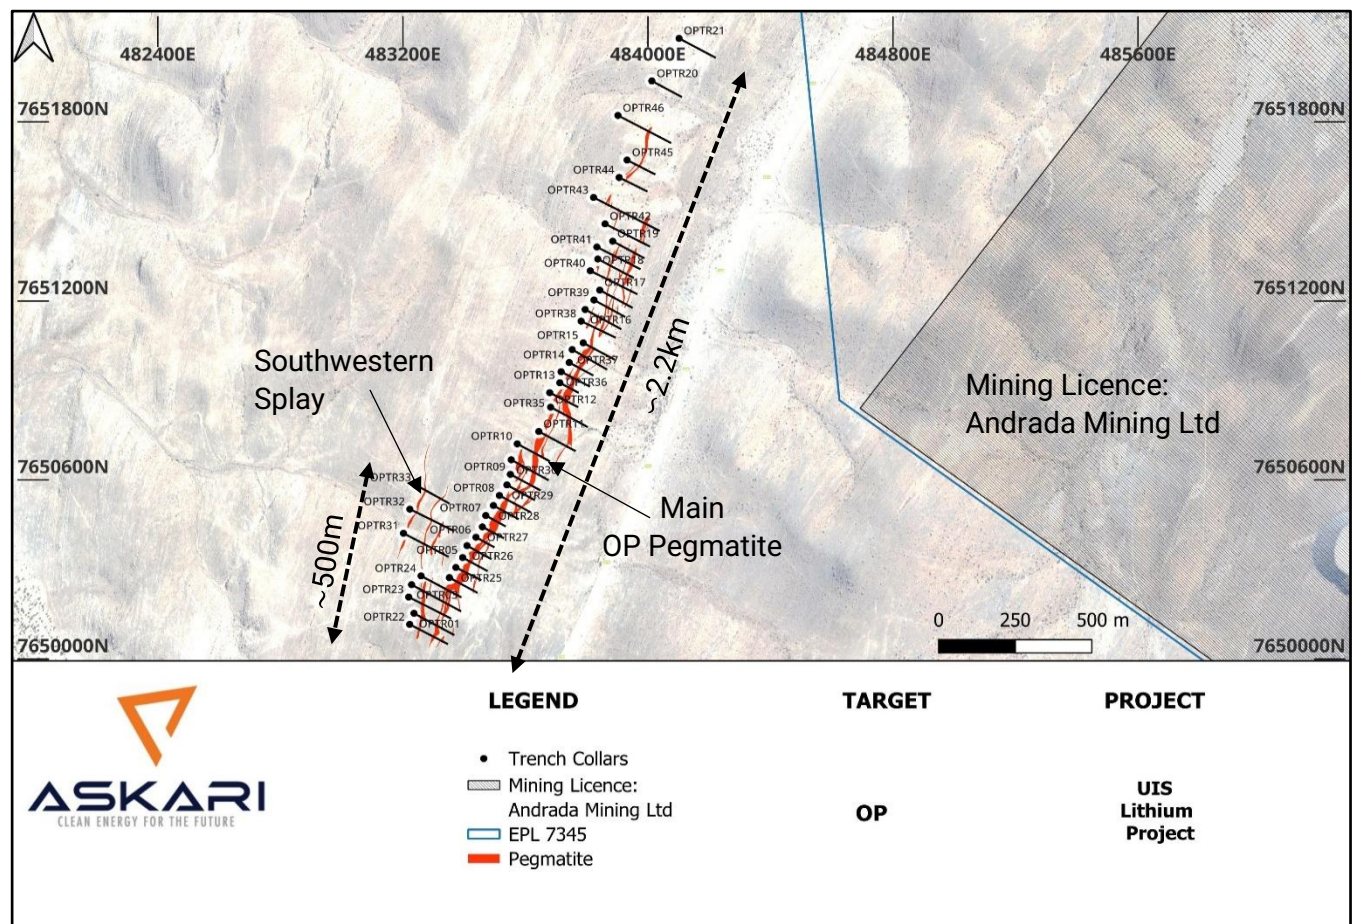 OPTR21
482400E
483200E
484000E
484800E
485600E
OPTR20
7651800N
OPTR46
7651800N
OPTR45
OPTR44
OPTR43
OPTR42
OPTR19
OPTR41
OPTR18
OPTR40
OPTR17
7651200N
OPTR39
7651200N
OPTR38
OPTR16
OPTR15
OPTR14
OPTR37
OPTR13
OPTR36
OPTR35
OPTR12
OPTR11
OPTR10
~2.2km
Southwestern
Splay
Mining Licence:
Andrada Mining Ltd
7650600N
OPTR09
7650600N
OPTR33
OPTR08
OPTR29
OPTR32
OPTR07
OPTR28
Main
OP Pegmatite
OPTR31
OPTR06
OPTR27
OPTR05
OPTR26
~500m
OPTR24
OPTR25
OPTR23
OPTR22
OPTR01
7650000N
0 250 500 m
7650000N
LEGEND
Trench Collars
Mining Licence:
Andrada Mining Ltd
EPL 7345
Pegmatite
TARGET
OP
PROJECT
UIS
Lithium
Project
ASKARI
CLEAN ENERGY FOR THE FUTURE